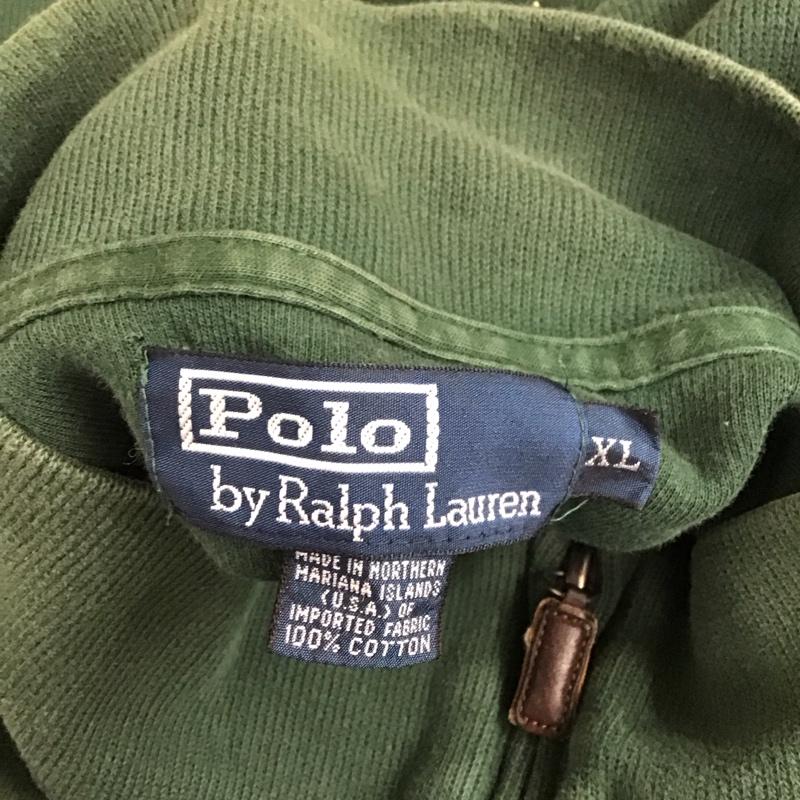 Polo
by Ralph Lauren
XL
MADE IN NORTHERN
MARIANA ISLANDS
(U.S.A.) OF
IMPORTED FABRIC
100% COTTON